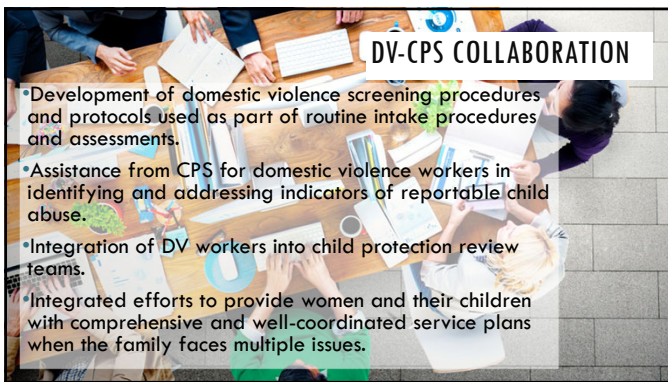 DV-CPS COLLABORATION
•Development of domestic violence screening procedures
and protocols used as part of routine intake procedures
and assessments.
•Assistance from CPS for domestic violence workers in
identifying and addressing indicators of reportable child
abuse.
•Integration of DV workers into child protection review
teams.
•Integrated efforts to provide women and their children
with comprehensive and well-coordinated service plans
when the family faces multiple issues.